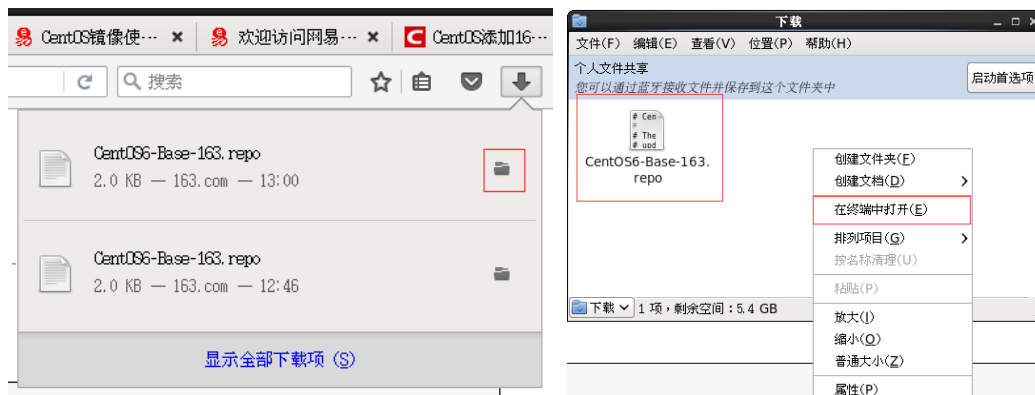 CentOS镜像使…
欢迎访问网易…
CentOS添加16…
搜索
CentOS6-Base-163.repo
2.0 KB — 163.com — 13:00
CentOS6-Base-163.repo
2.0 KB — 163.com — 12:46
显示全部下载项 (S)
下载
文件(F) 编辑(E) 查看(V) 位置(P) 帮助(H)
个人文件共享
您可以通过蓝牙接收文件并保存到这个文件夹中
启动首选项
# Cen
#
# The
# upd
CentOS6-Base-163.
repo
创建文件夹(F)
创建文档(D)
在终端中打开(E)
排列项目(G)
按名称清理(U)
粘贴(P)
放大(I)
缩小(O)
普通大小(Z)
属性(P)
下载 1 项，剩余空间：5.4 GB